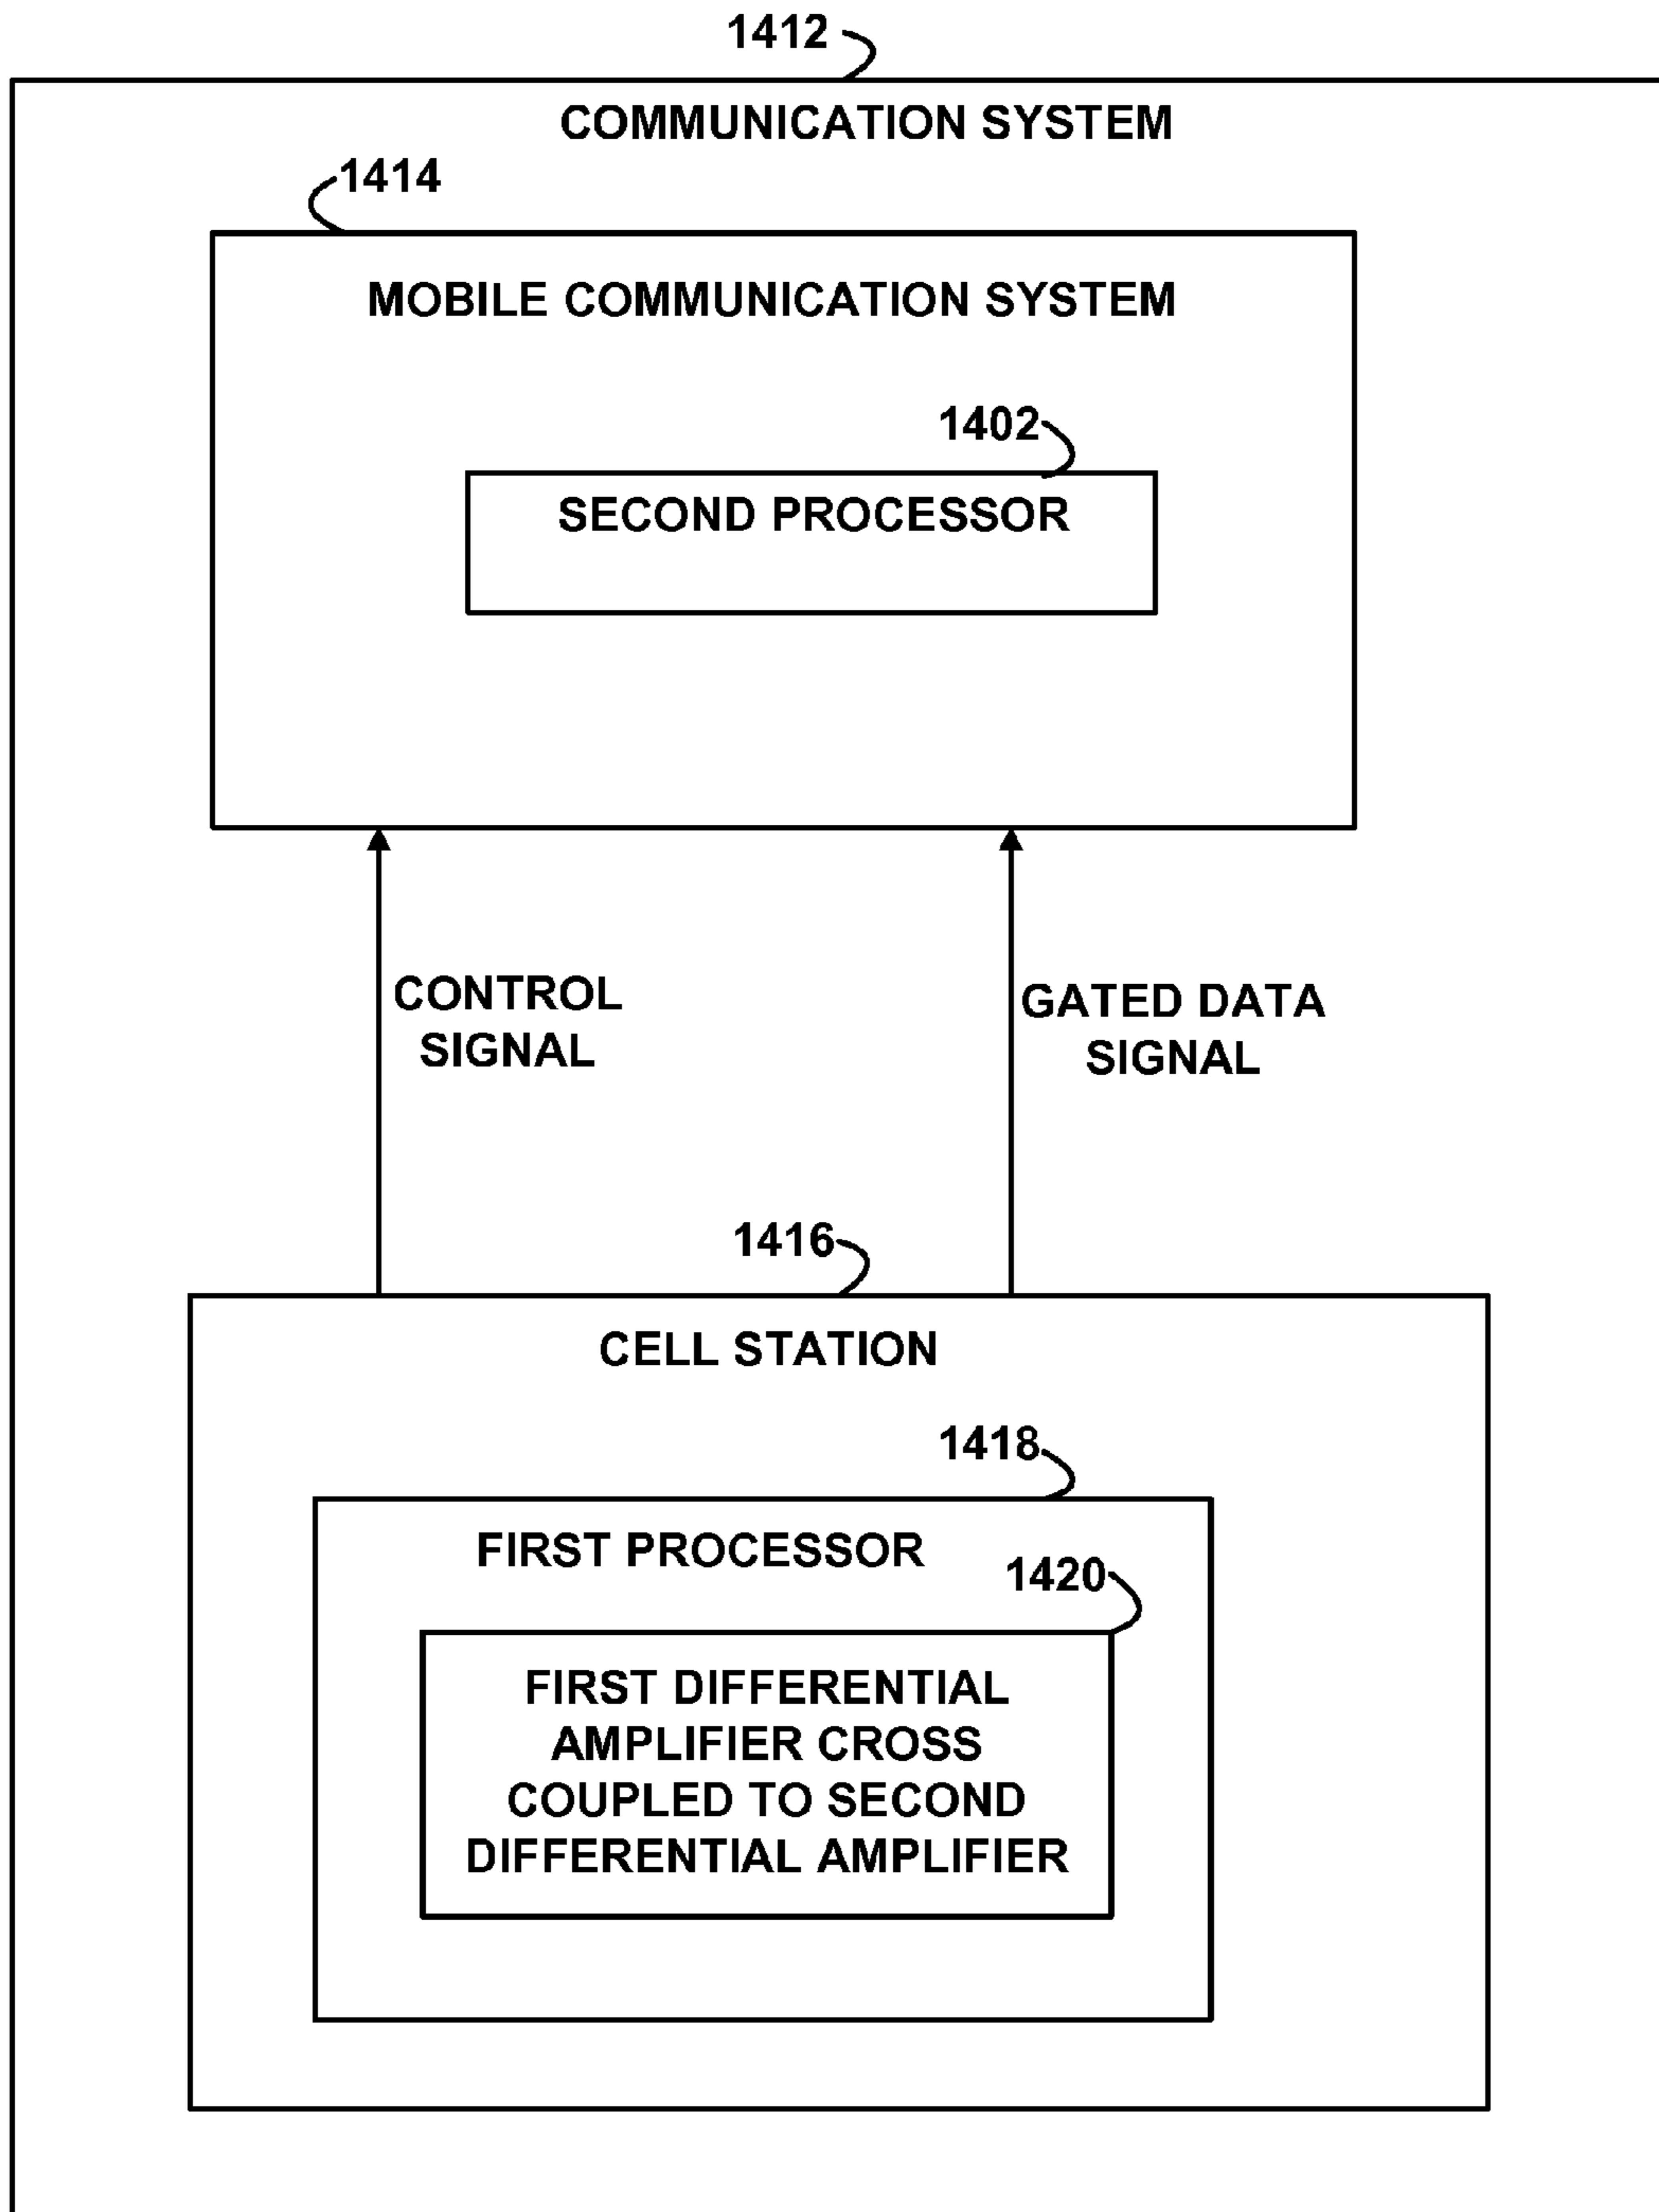 1412
COMMUNICATION SYSTEM
1414
MOBILE COMMUNICATION SYSTEM
1402
SECOND PROCESSOR
CONTROL
SIGNAL
GATED DATA
SIGNAL
1416
CELL STATION
1418
FIRST PROCESSOR
1420
FIRST DIFFERENTIAL
AMPLIFIER CROSS
COUPLED TO SECOND
DIFFERENTIAL AMPLIFIER